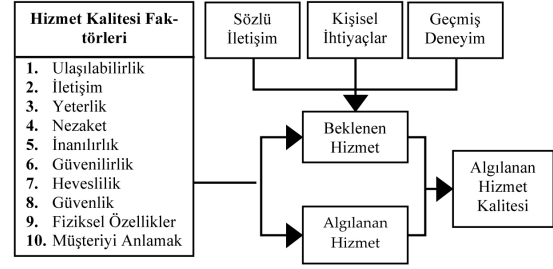 Hizmet Kalitesi Fak-
törleri
1. Ulaşılabilirlik
2. İletişim
3. Yeterlik
4. Nezaket
5. İnanılırlık
6. Güvenilirlik
7. Heveslilik
8. Güvenlik
9. Fiziksel Özellikler
10. Müşteriyi Anlamak
Sözlü
İletişim
Kişisel
İhtiyaçlar
Geçmiş
Deneyim
Beklenen
Hizmet
Algılanan
Hizmet
Algılanan
Hizmet
Kalitesi